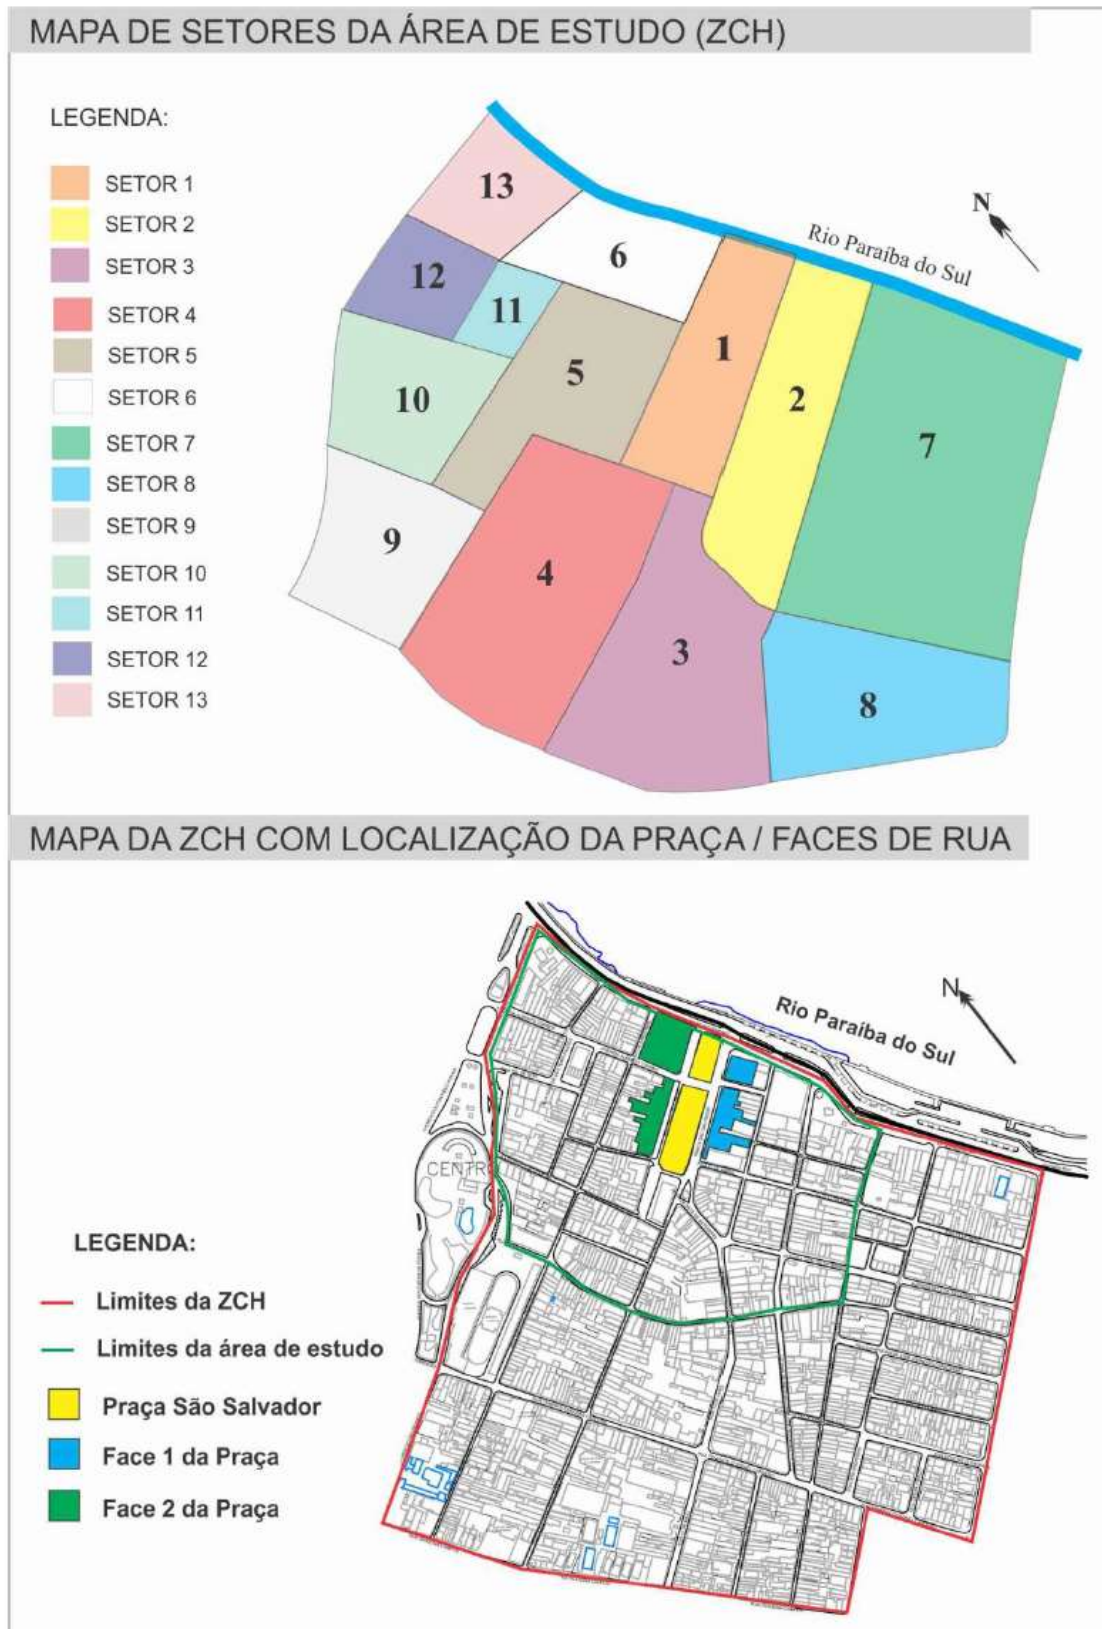 MAPA DE SETORES DA ÁREA DE ESTUDO (ZCH)
LEGENDA:
SETOR 1
SETOR 2
SETOR 3
SETOR 4
SETOR 5
SETOR 6
SETOR 7
SETOR 8
SETOR 9
SETOR 10
SETOR 11
SETOR 12
SETOR 13
13
N
Rio Paraíba do Sul
6
12
11
1
5
10
2
7
9
4
3
8
MAPA DA ZCH COM LOCALIZAÇÃO DA PRAÇA / FACES DE RUA
N
Rio Paraíba do Sul
CENTRO
LEGENDA:
Limites da ZCH
Limites da área de estudo
Praça São Salvador
Face 1 da Praça
Face 2 da Praça